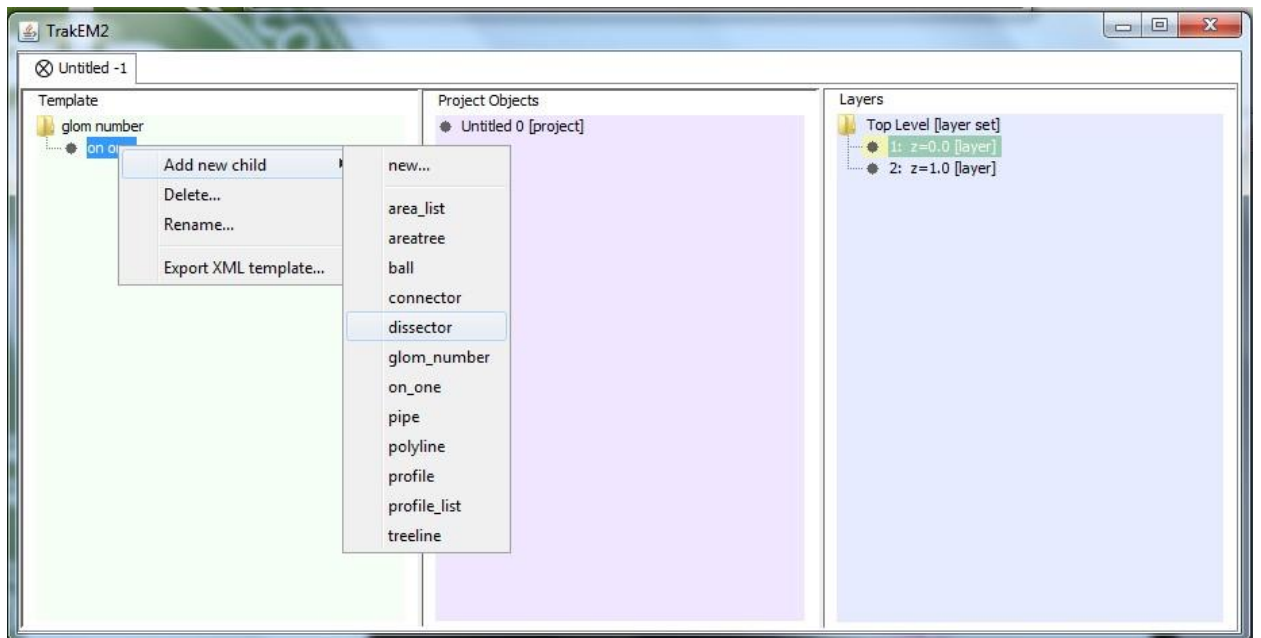 TrakEM2
Untitled -1
Template
glom number
Add new child
Delete...
Rename...
Export XML template...
new...
area_list
areatree
ball
connector
dissector
glom_number
on_one
pipe
polyline
profile
profile_list
treeline
Project Objects
Untitled 0 [project]
Layers
Top Level [layer set]
1: z=0.0 [layer]
2: z=1.0 [layer]